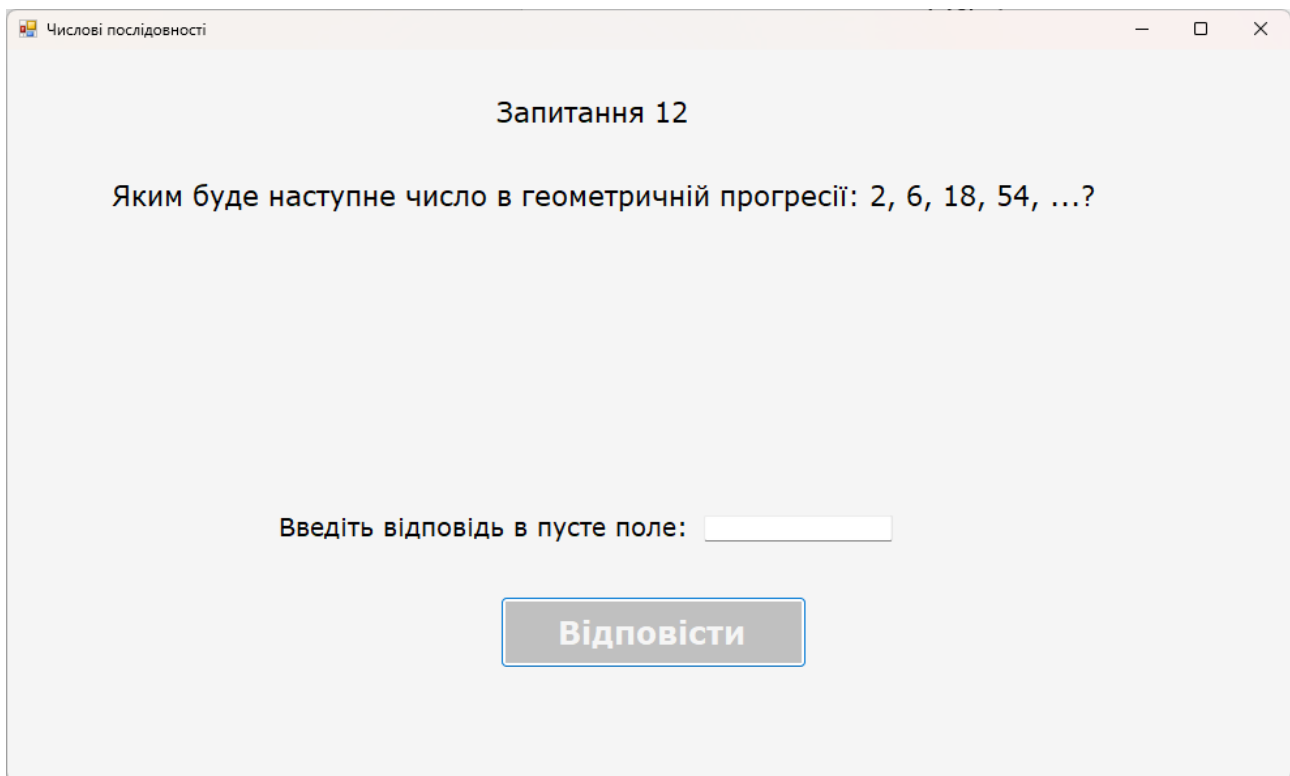 Числові послідовності
Запитання 12
Яким буде наступне число в геометричній прогресії: 2, 6, 18, 54, ...?
Введіть відповідь в пусте поле:
Відповісти